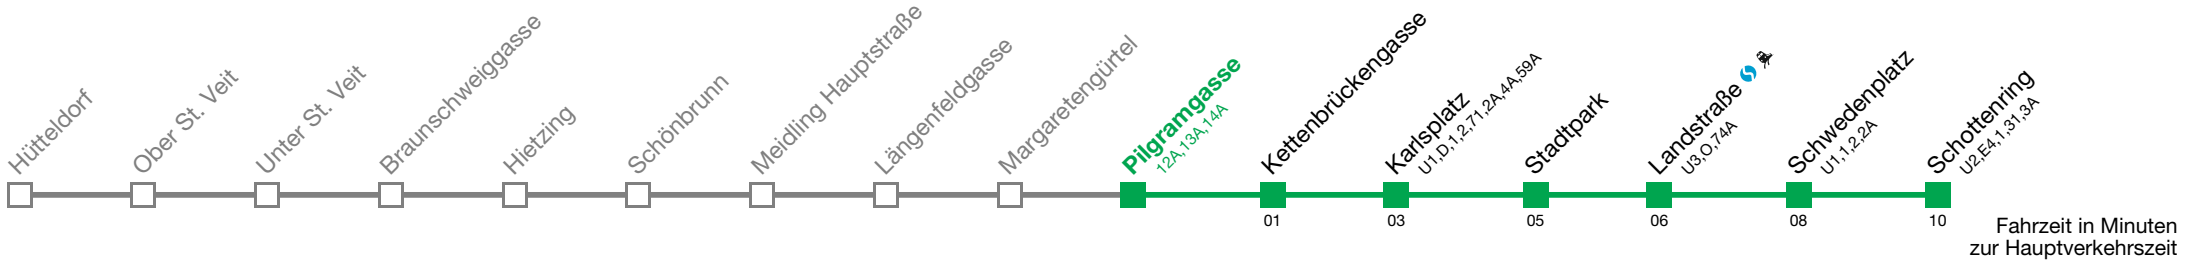 Hütteldorf
Ober St. Veit
Unter St. Veit
Braunschweiggasse
Hietzing
Schönbrunn
Meidling Hauptstraße
Längenfeldgasse
Margaretengürtel
Pilgramgasse
12A,13A,14A
Kettenbrückengasse
Karlsplatz
U1,D,1,2,71,2A,4A,59A
Stadtpark
Landstraße
U3,O,74A
Schwedenplatz
U1,1,2,2A
Schottenring
U2,E4,1,31,3A
01
03
05
06
08
10
Fahrzeit in Minuten
zur Hauptverkehrszeit